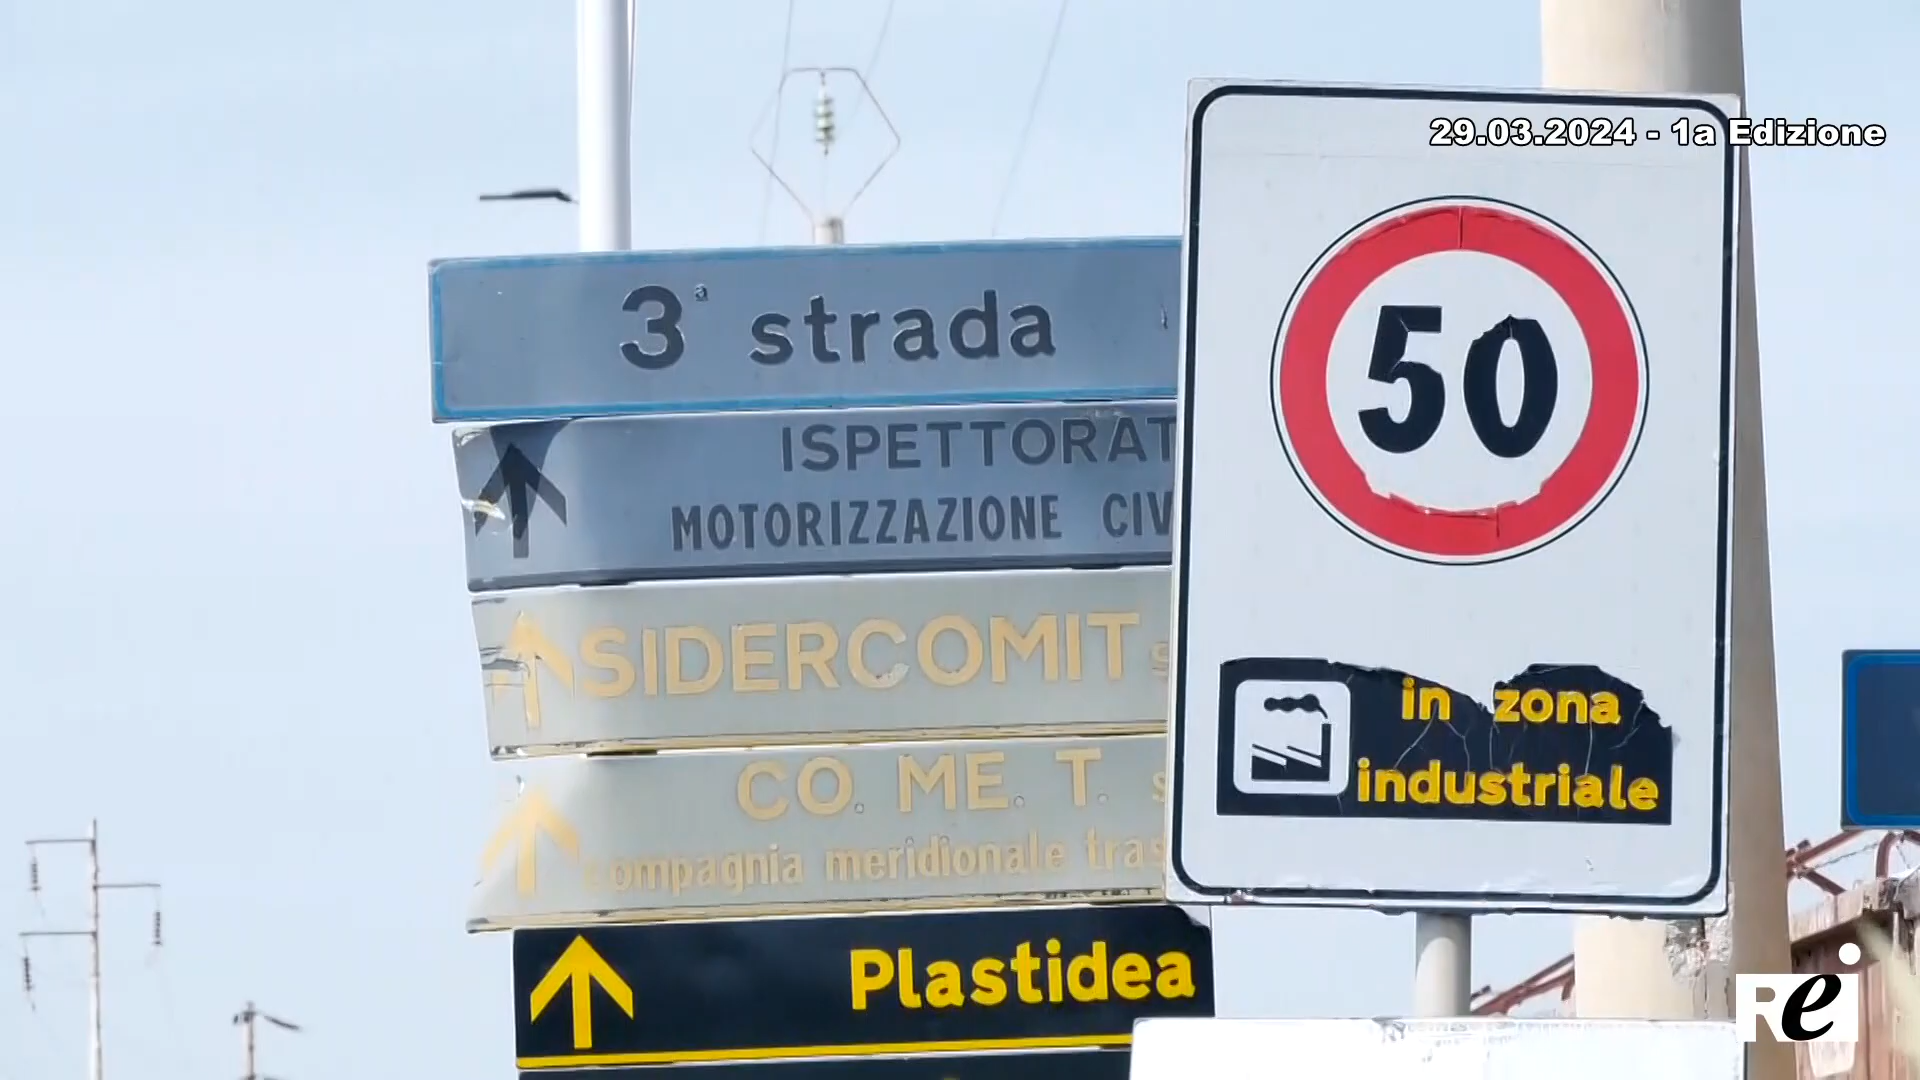 29.03.2024 - 1a Edizione
3ª strada
ISPETTORAT
MOTORIZZAZIONE CIV
SIDERCOMIT s
CO. ME. T. s
compagnia meridionale tras
Plastidea
50
in zona
industriale
Re